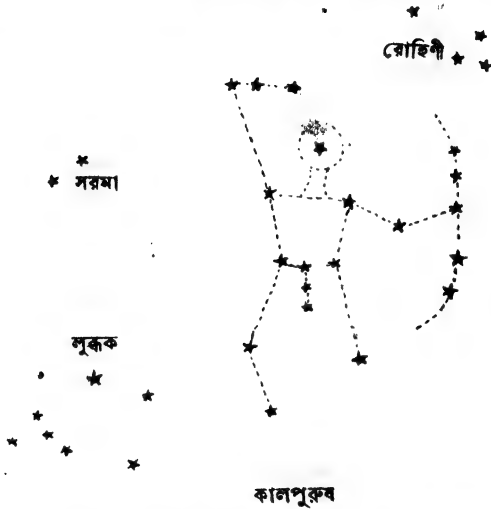 রোহিণী
সরমা
লুব্ধক
কালপুরুষ